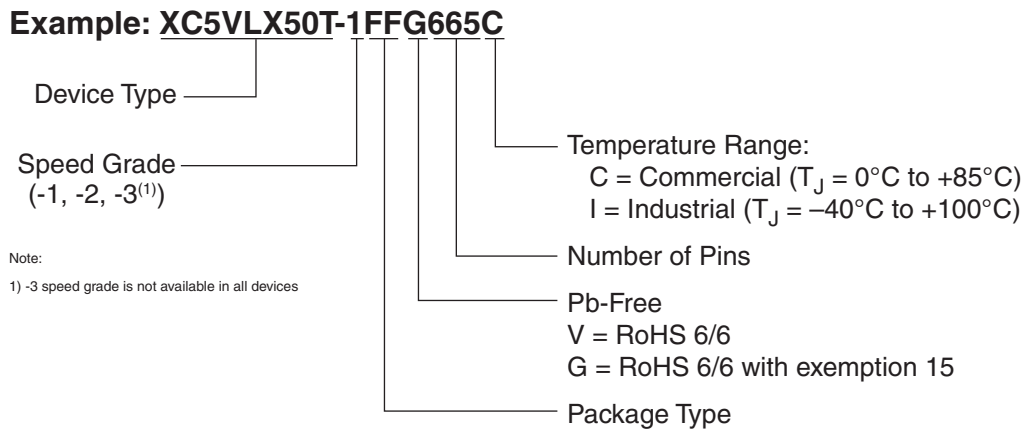 Example: XC5VLX50T-1FFG665C
Device Type
Speed Grade
(-1, -2, -3(1))
Note:
1) -3 speed grade is not available in all devices
Temperature Range:
C = Commercial (TJ = 0°C to +85°C)
I = Industrial (TJ = –40°C to +100°C)
Number of Pins
Pb-Free
V = RoHS 6/6
G = RoHS 6/6 with exemption 15
Package Type